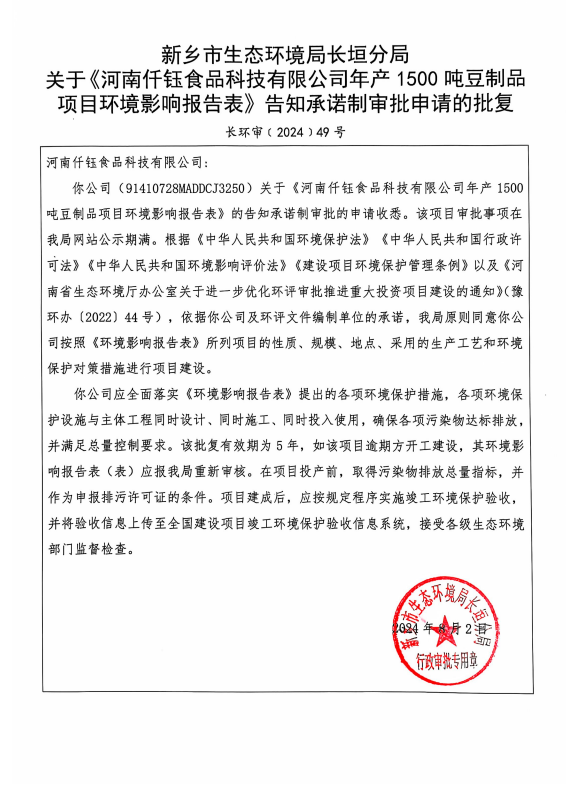 新乡市生态环境局长垣分局
关于《河南仟钰食品科技有限公司年产 1500 吨豆制品
项目环境影响报告表》告知承诺制审批申请的批复
长环审﹝2024﹞49 号
河南仟钰食品科技有限公司:
你公司（91410728MADDCJ3250）关于《河南仟钰食品科技有限公司年产 1500
吨豆制品项目环境影响报告表》的告知承诺制审批的申请收悉。该项目审批事项在
我局网站公示期满。根据《中华人民共和国环境保护法》《中华人民共和国行政许
可法》《中华人民共和国环境影响评价法》《建设项目环境保护管理条例》以及《河
南省生态环境厅办公室关于进一步优化环评审批推进重大投资项目建设的通知》(豫
环办〔2022〕44 号），依据你公司及环评文件编制单位的承诺，我局原则同意你公
司按照《环境影响报告表》所列项目的性质、规模、地点、采用的生产工艺和环境
保护对策措施进行项目建设。
你公司应全面落实《环境影响报告表》提出的各项环境保护措施，各项环境保
护设施与主体工程同时设计、同时施工、同时投入使用，确保各项污染物达标排放，
并满足总量控制要求。该批复有效期为 5 年，如该项目逾期方开工建设，其环境影
响报告表（表）应报我局重新审核。在项目投产前，取得污染物排放总量指标，并
作为申报排污许可证的条件。项目建成后，应按规定程序实施竣工环境保护验收，
并将验收信息上传至全国建设项目竣工环境保护验收信息系统，接受各级生态环境
部门监督检查。
新乡市生态环境局长垣分局
2024 年 8 月 2 日
行政审批专用章